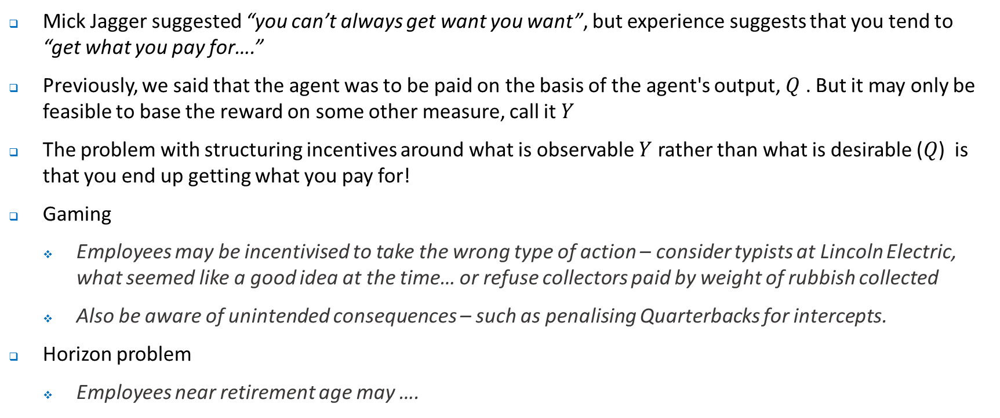 Mick Jagger suggested “you can’t always get want you want”, but experience suggests that you tend to
“get what you pay for….”
Previously, we said that the agent was to be paid on the basis of the agent's output, Q . But it may only be
feasible to base the reward on some other measure, call it Y
The problem with structuring incentives around what is observable Y rather than what is desirable (Q) is
that you end up getting what you pay for!
Gaming
Employees may be incentivised to take the wrong type of action – consider typists at Lincoln Electric,
what seemed like a good idea at the time… or refuse collectors paid by weight of rubbish collected
Also be aware of unintended consequences – such as penalising Quarterbacks for intercepts.
Horizon problem
Employees near retirement age may ….